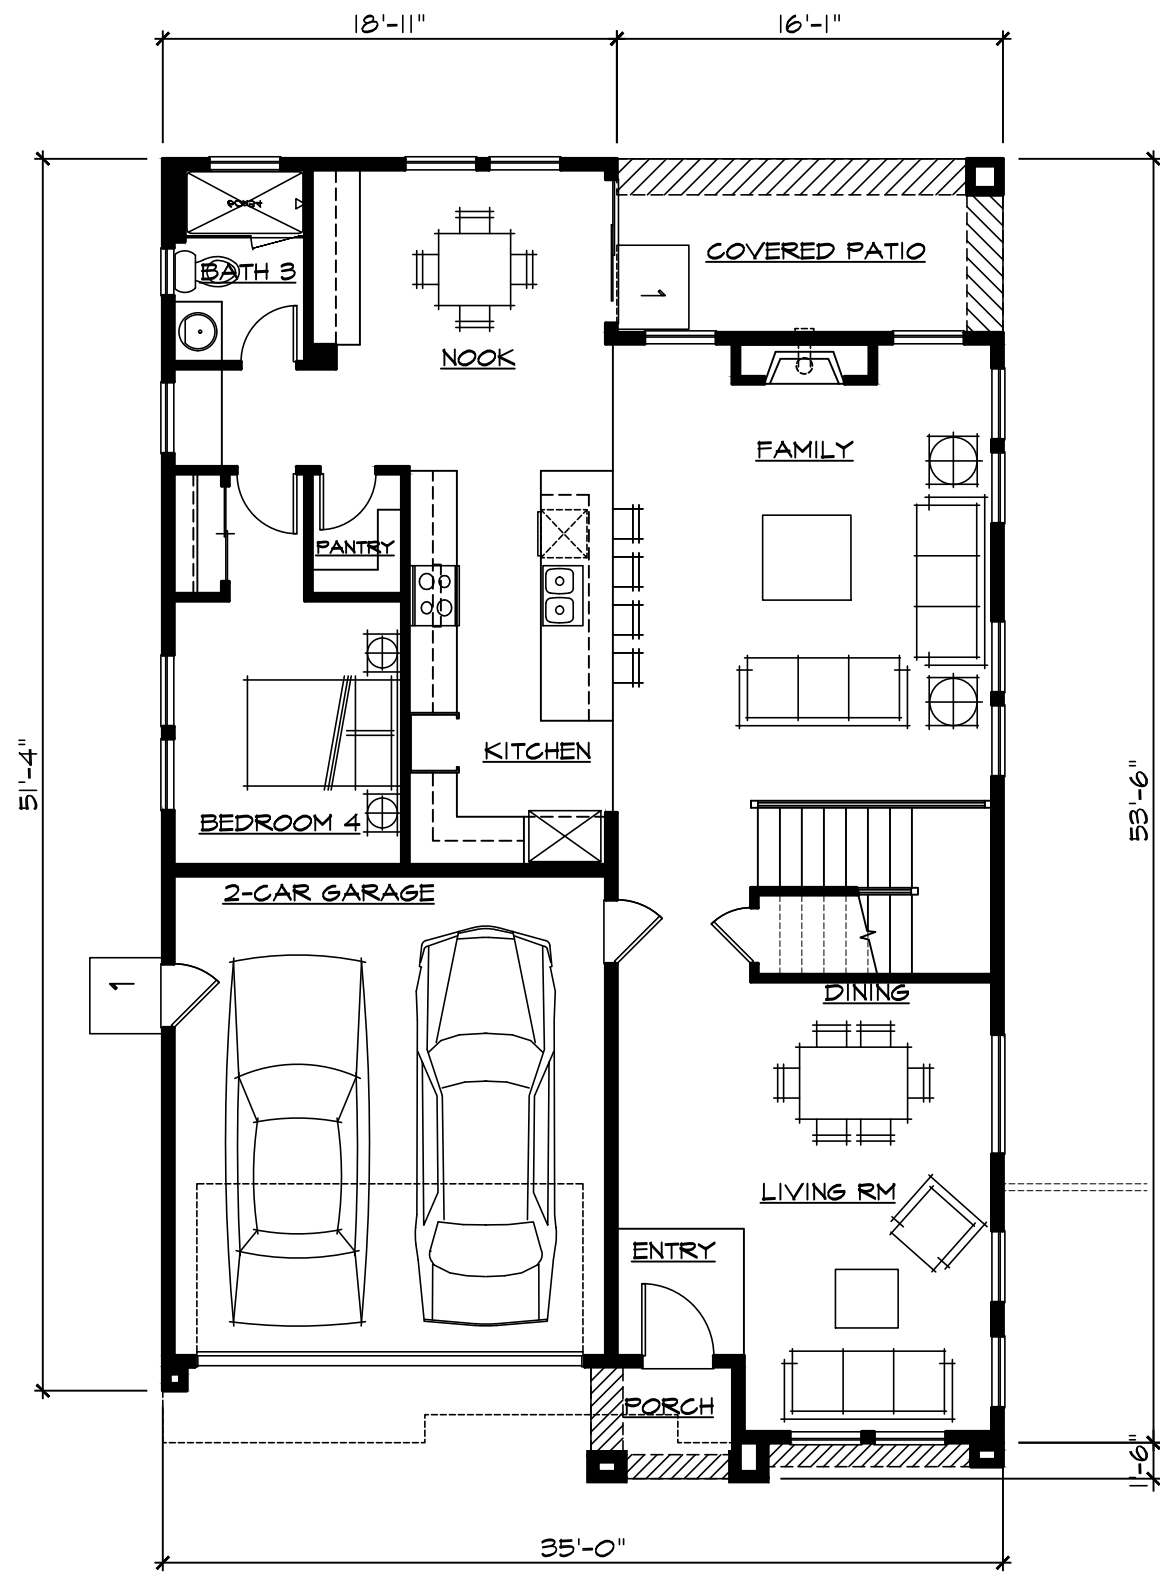 18'-11"
16'-1"
BATH 3
COVERED PATIO
1
NOOK
FAMILY
PANTRY
51'-4"
53'-6"
KITCHEN
BEDROOM 4
2-CAR GARAGE
1
DINING
LIVING RM
ENTRY
PORCH
1'-6"
35'-0"